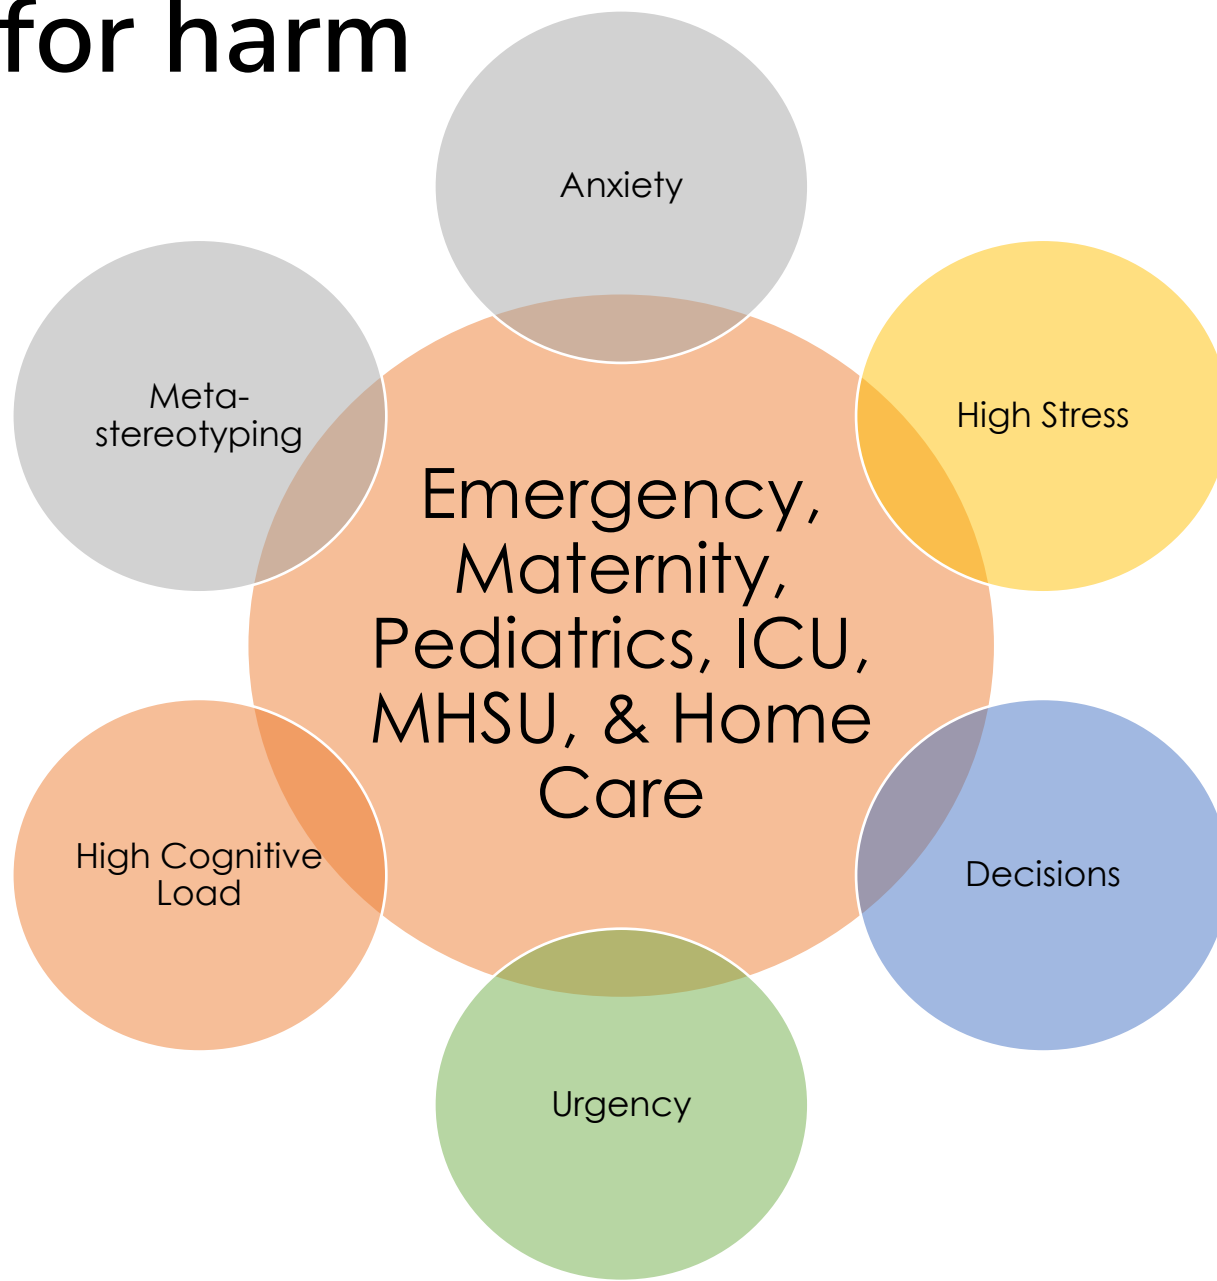 for harm
Anxiety
High Stress
Decisions
Urgency
High Cognitive
Load
Meta-
stereotyping
Emergency,
Maternity,
Pediatrics, ICU,
MHSU, & Home
Care